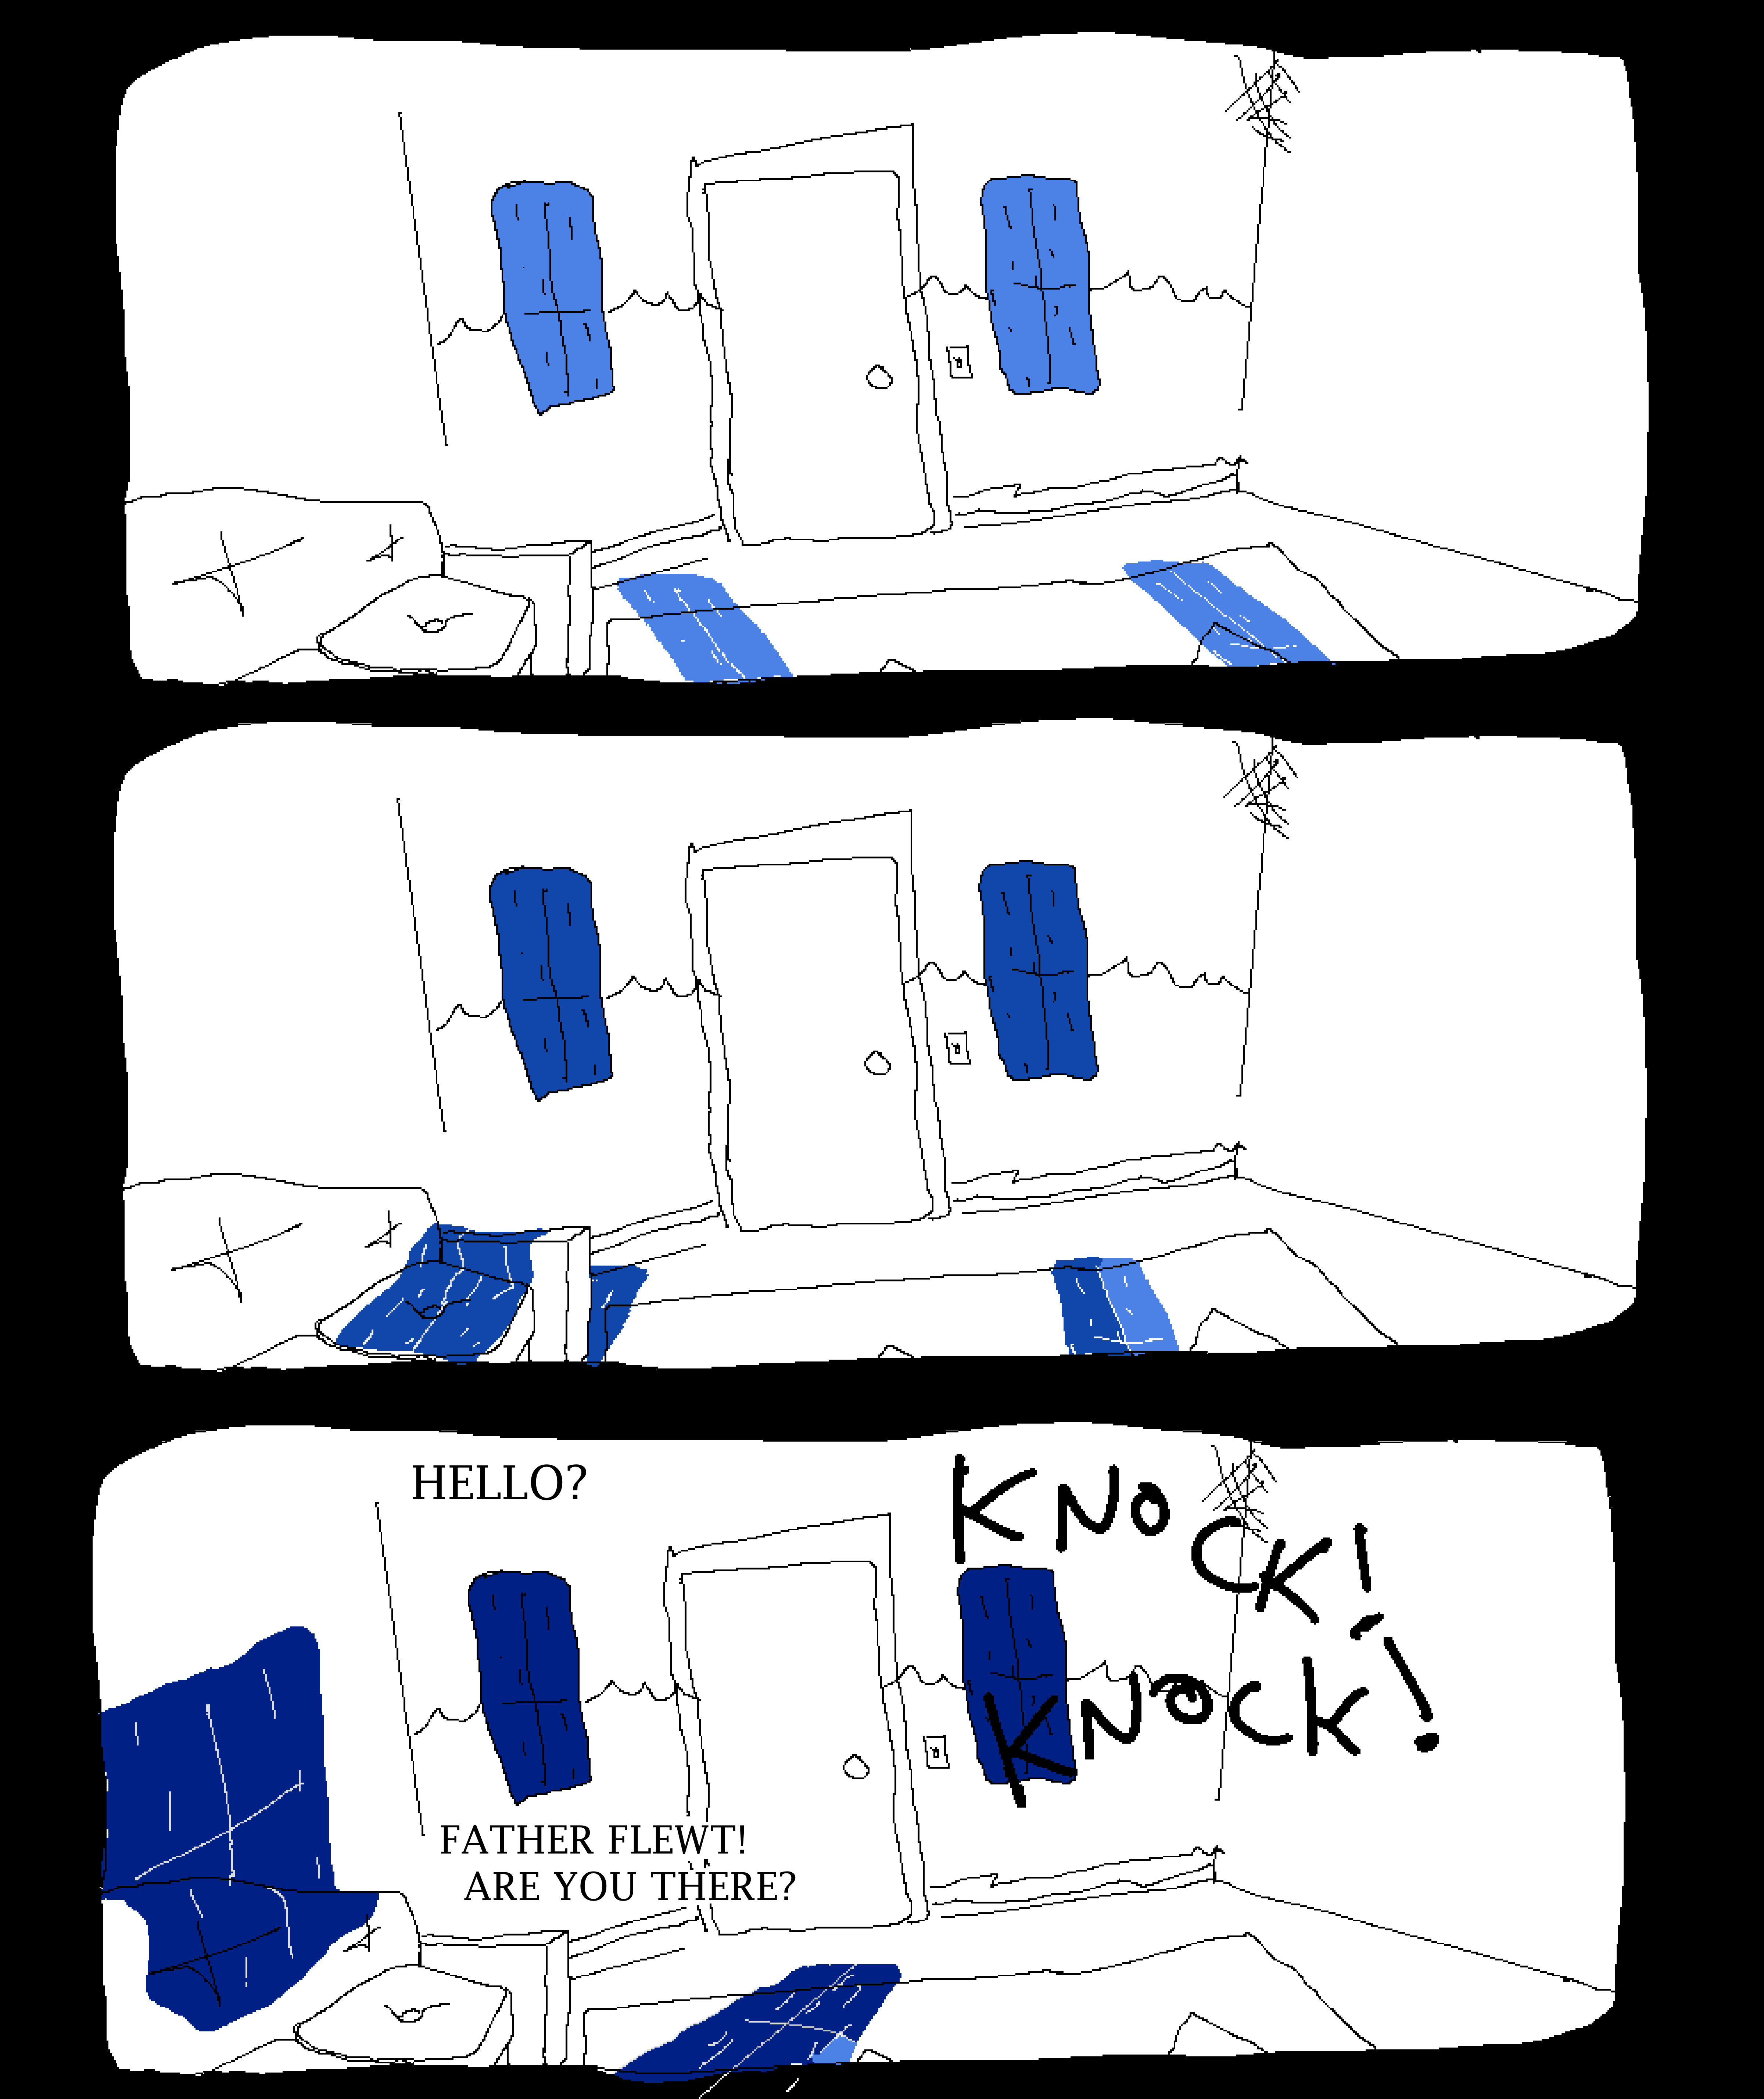 HELLO?
KNOCK!
KNOCK!
FATHER FLEWT!
ARE YOU THERE?